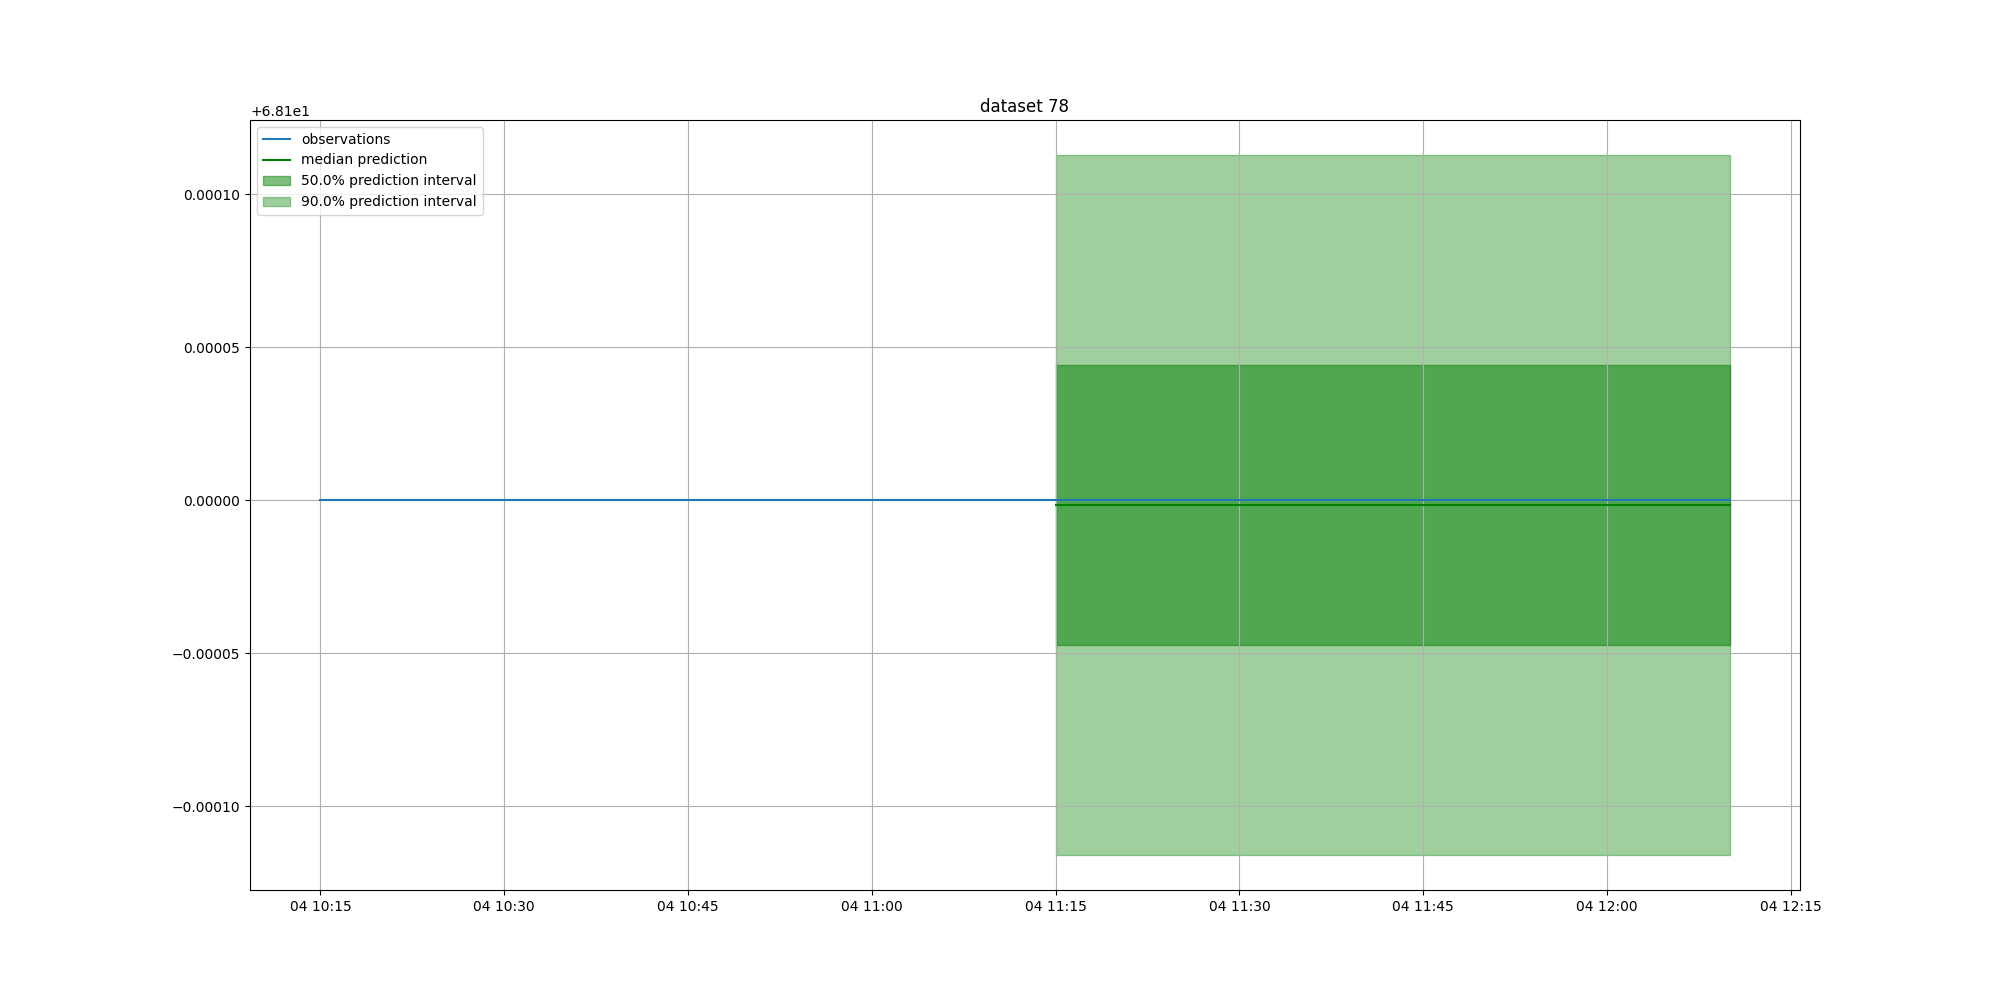 dataset 78
+6.81e1
observations
median prediction
50.0% prediction interval
90.0% prediction interval
0.00010
0.00005
0.00000
−0.00005
−0.00010
04 10:15 04 10:30 04 10:45 04 11:00 04 11:15 04 11:30 04 11:45 04 12:00 04 12:15